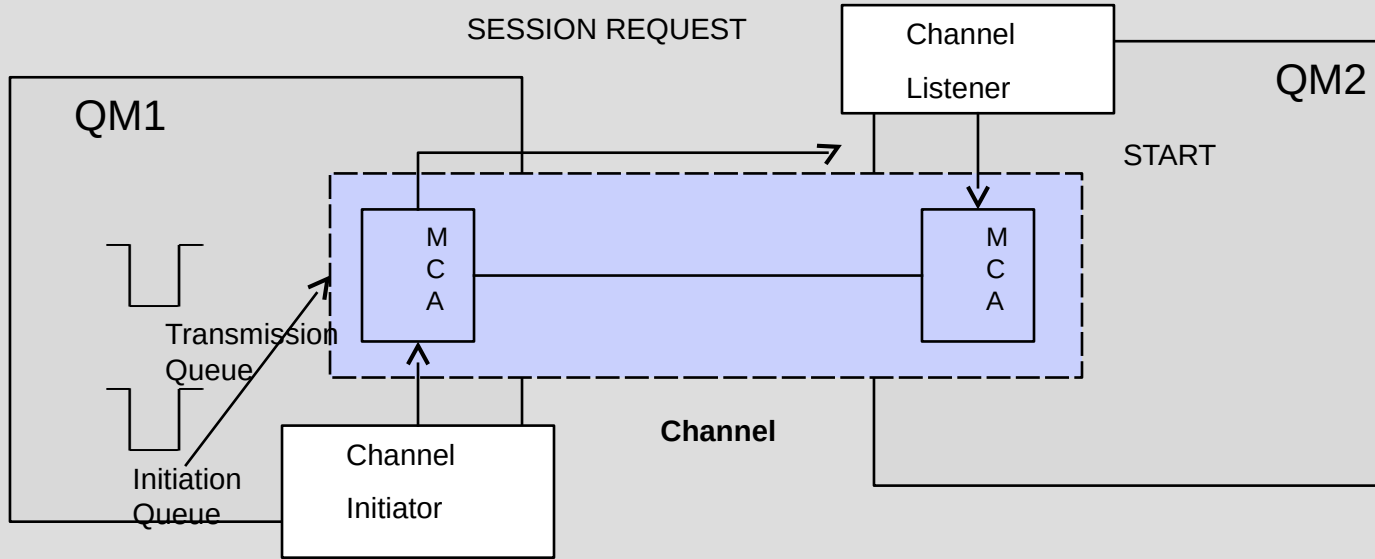 SESSION REQUEST
Channel
Listener
QM1
QM2
START
M
C
A
M
C
A
Transmission
Queue
Channel
Initiation
Queue
Channel
Initiator